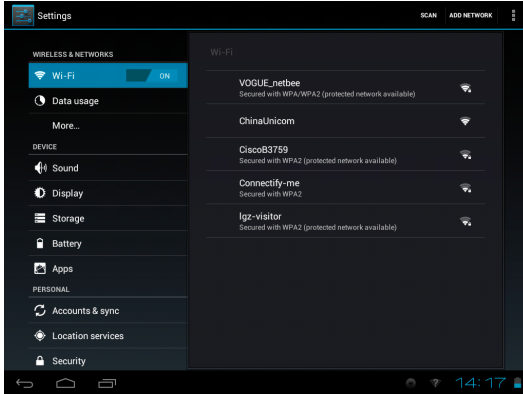 Settings
SCAN
ADD NETWORK
WIRELESS & NETWORKS
Wi-Fi
ON
Data usage
More...
DEVICE
Sound
Display
Storage
Battery
Apps
PERSONAL
Accounts & sync
Location services
Security
Wi-Fi
VOGUE_netbee
Secured with WPA/WPA2 (protected network available)
ChinaUnicom
CiscoB3759
Secured with WPA2 (protected network available)
Connectify-me
Secured with WPA2
lgz-visitor
Secured with WPA2 (protected network available)
14:17